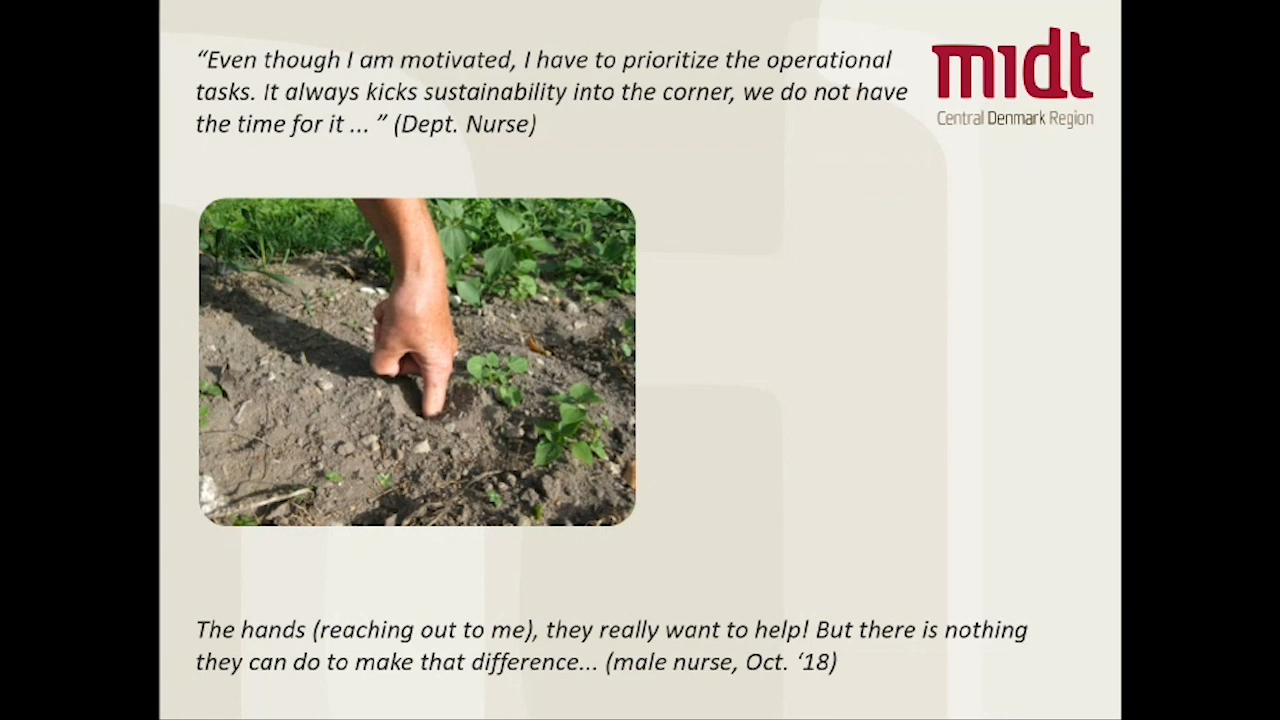 “Even though I am motivated, I have to prioritize the operational
tasks. It always kicks sustainability into the corner, we do not have
the time for it ... ” (Dept. Nurse)
midt
Central Denmark Region
The hands (reaching out to me), they really want to help! But there is nothing
they can do to make that difference... (male nurse, Oct. ‘18)